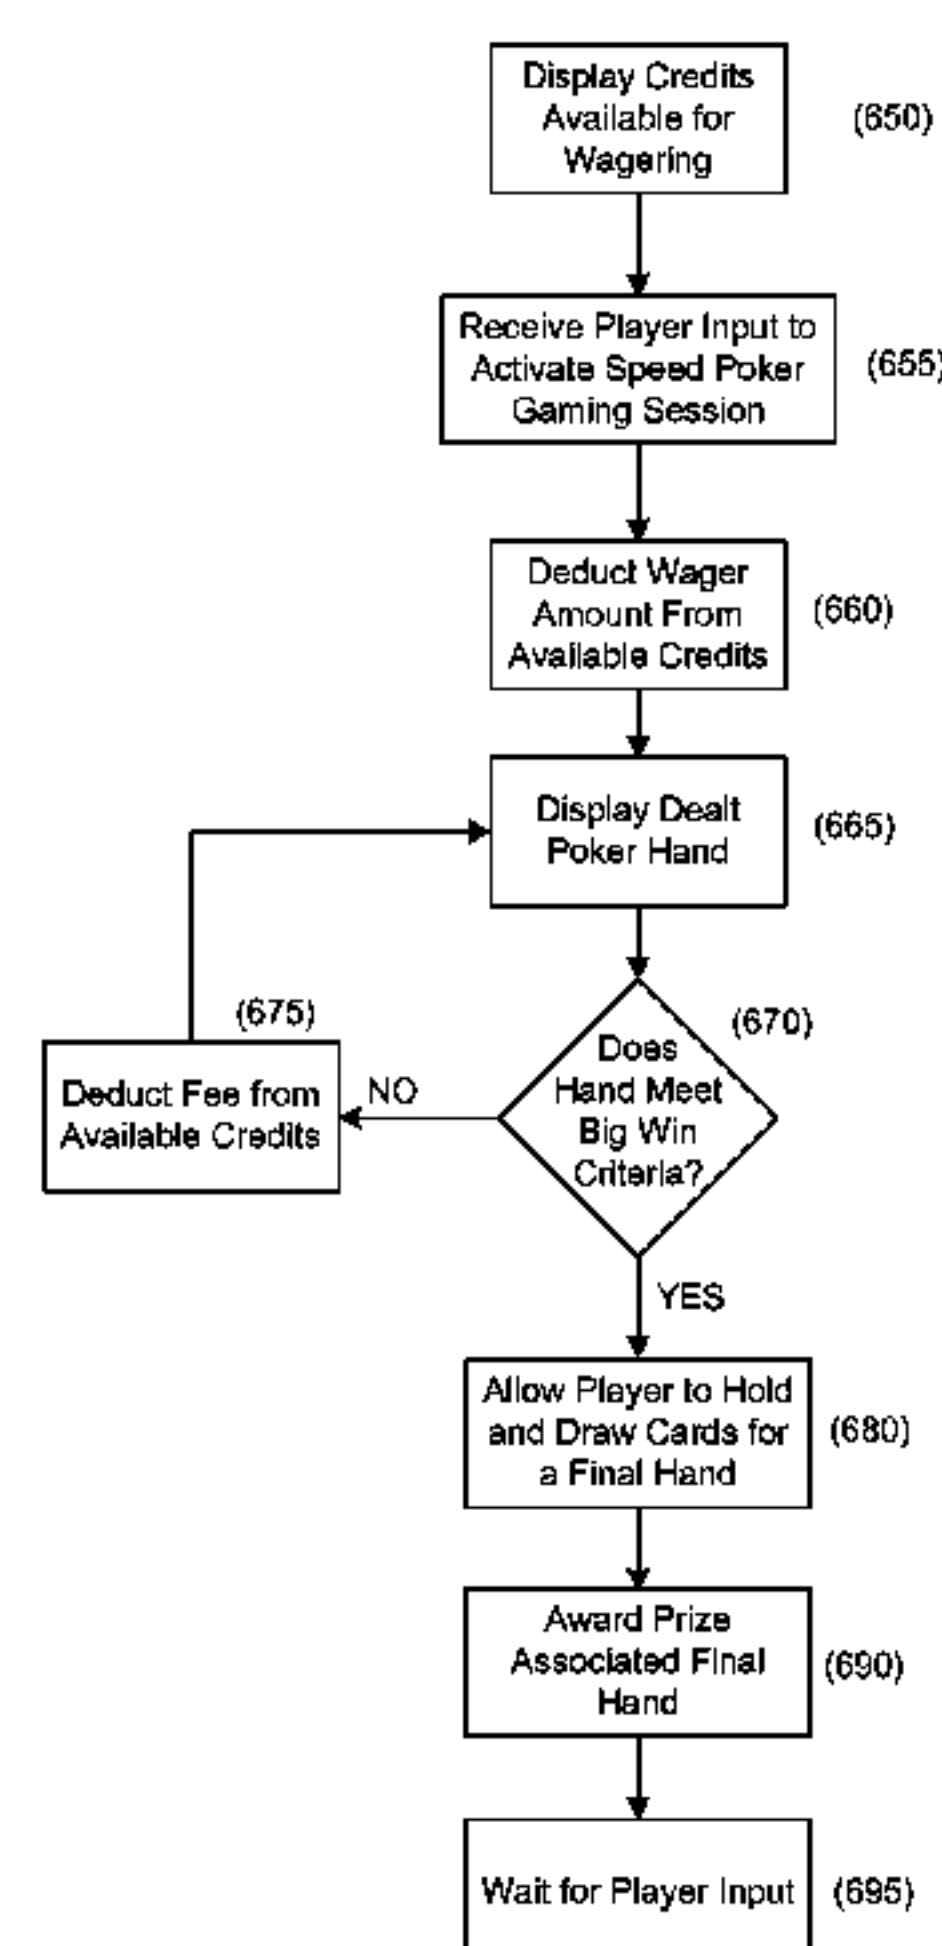 Display Credits
Available for
Wagering
(650)
Receive Player Input to
Activate Speed Poker
Gaming Session
(655)
Deduct Wager
Amount From
Available Credits
(660)
Display Dealt
Poker Hand
(665)
Does
Hand Meet
Big Win
Criteria?
(670)
NO
(675)
Deduct Fee from
Available Credits
YES
Allow Player to Hold
and Draw Cards for
a Final Hand
(680)
Award Prize
Associated Final
Hand
(690)
Wait for Player Input
(695)